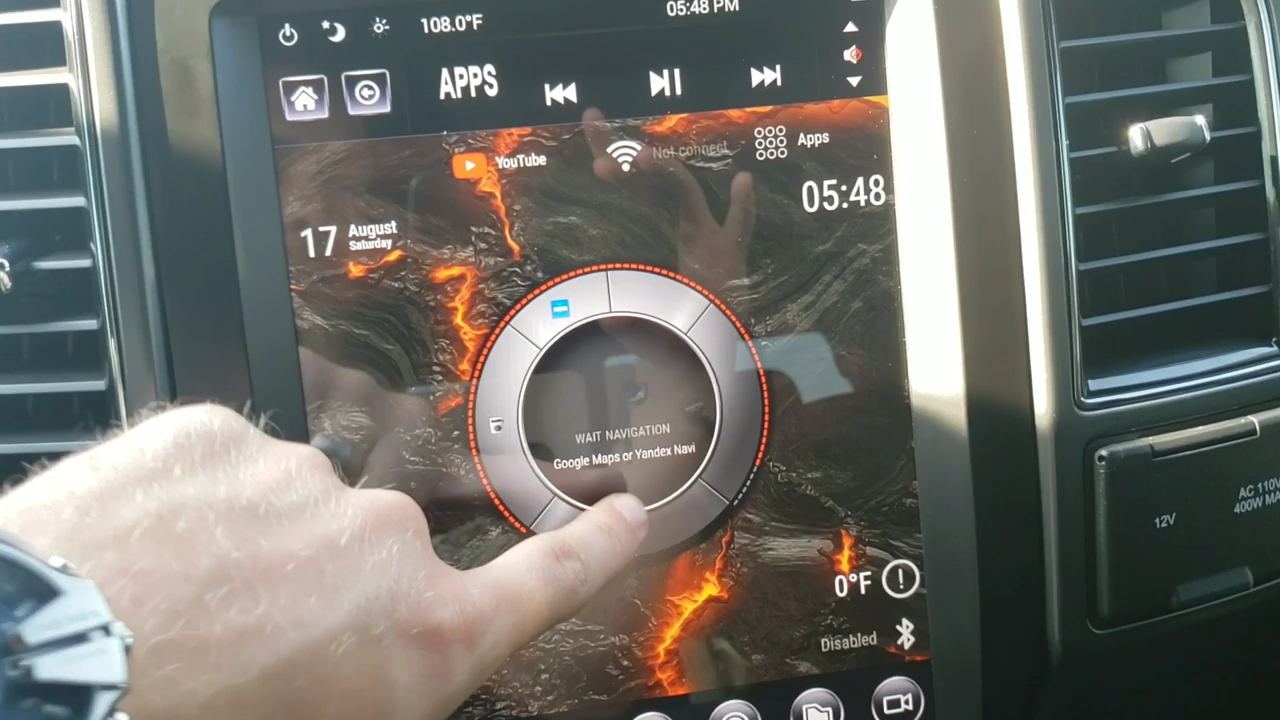 108.0°F
05:48 PM
APPS
YouTube
Not connect
Apps
05:48
17
August
Saturday
WAIT NAVIGATION
Google Maps or Yandex Navi
0°F
Disabled
12V
AC 110V
400W